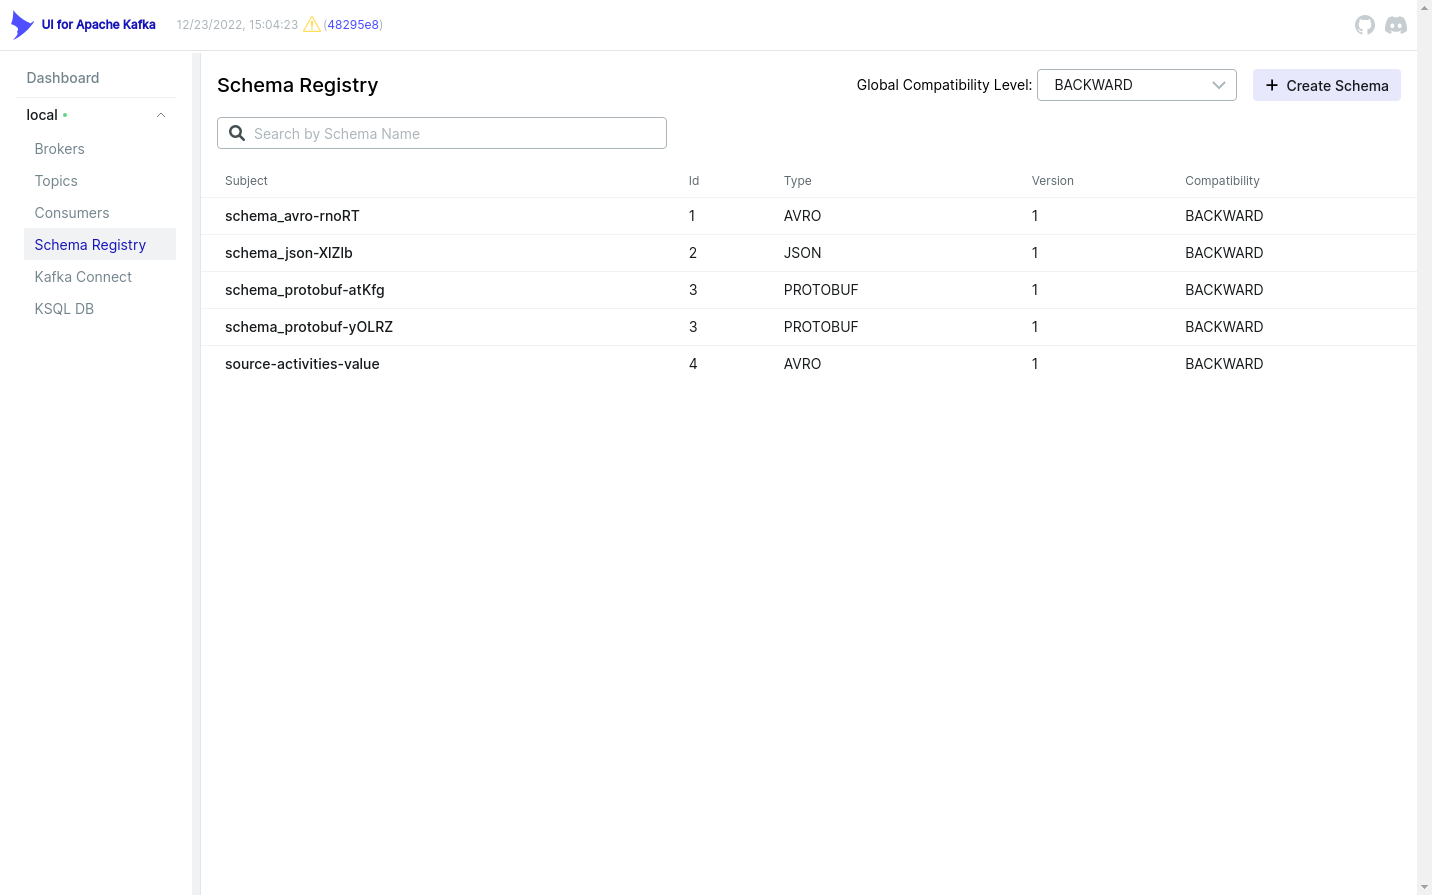 UI for Apache Kafka 12/23/2022, 15:04:23 (48295e8)
Dashboard
local
Brokers
Topics
Consumers
Schema Registry
Kafka Connect
KSQL DB
Schema Registry
Global Compatibility Level: BACKWARD
Create Schema
Search by Schema Name
Subject Id Type Version Compatibility
schema_avro-rnoRT 1 AVRO 1 BACKWARD
schema_json-XIZIb 2 JSON 1 BACKWARD
schema_protobuf-atKfg 3 PROTOBUF 1 BACKWARD
schema_protobuf-yOLRZ 3 PROTOBUF 1 BACKWARD
source-activities-value 4 AVRO 1 BACKWARD